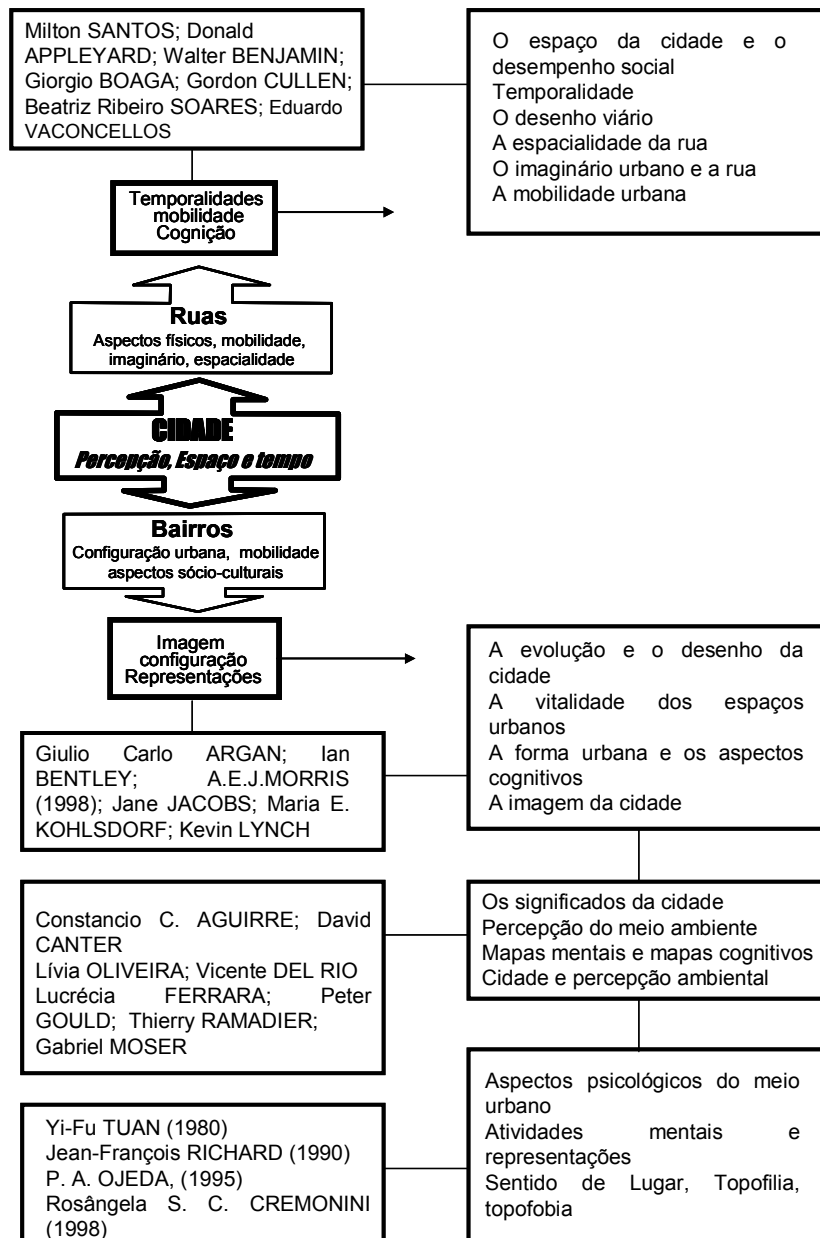 Milton SANTOS; Donald
APPLEYARD; Walter BENJAMIN;
Giorgio BOAGA; Gordon CULLEN;
Beatriz Ribeiro SOARES; Eduardo
VACONCELLOS
O espaço da cidade e o
desempenho social
Temporalidade
O desenho viário
A espacialidade da rua
O imaginário urbano e a rua
A mobilidade urbana
Temporalidades
mobilidade
Cognição
Ruas
Aspectos físicos, mobilidade,
imaginário, espacialidade
CIDADE
Percepção, Espaço e tempo
Bairros
Configuração urbana, mobilidade
aspectos sócio-culturais
Imagem
configuração
Representações
A evolução e o desenho da
cidade
A vitalidade dos espaços
urbanos
A forma urbana e os aspectos
cognitivos
A imagem da cidade
Giulio Carlo ARGAN; Ian
BENTLEY; A.E.J.MORRIS
(1998); Jane JACOBS; Maria E.
KOHLSDORF; Kevin LYNCH
Os significados da cidade
Percepção do meio ambiente
Mapas mentais e mapas cognitivos
Cidade e percepção ambiental
Constancio C. AGUIRRE; David
CANTER
Lívia OLIVEIRA; Vicente DEL RIO
Lucrécia FERRARA; Peter
GOULD; Thierry RAMADIER;
Gabriel MOSER
Aspectos psicológicos do meio
urbano
Atividades mentais e
representações
Sentido de Lugar, Topofilia,
topofobia
Yi-Fu TUAN (1980)
Jean-François RICHARD (1990)
P. A. OJEDA, (1995)
Rosângela S. C. CREMONINI
(1998)